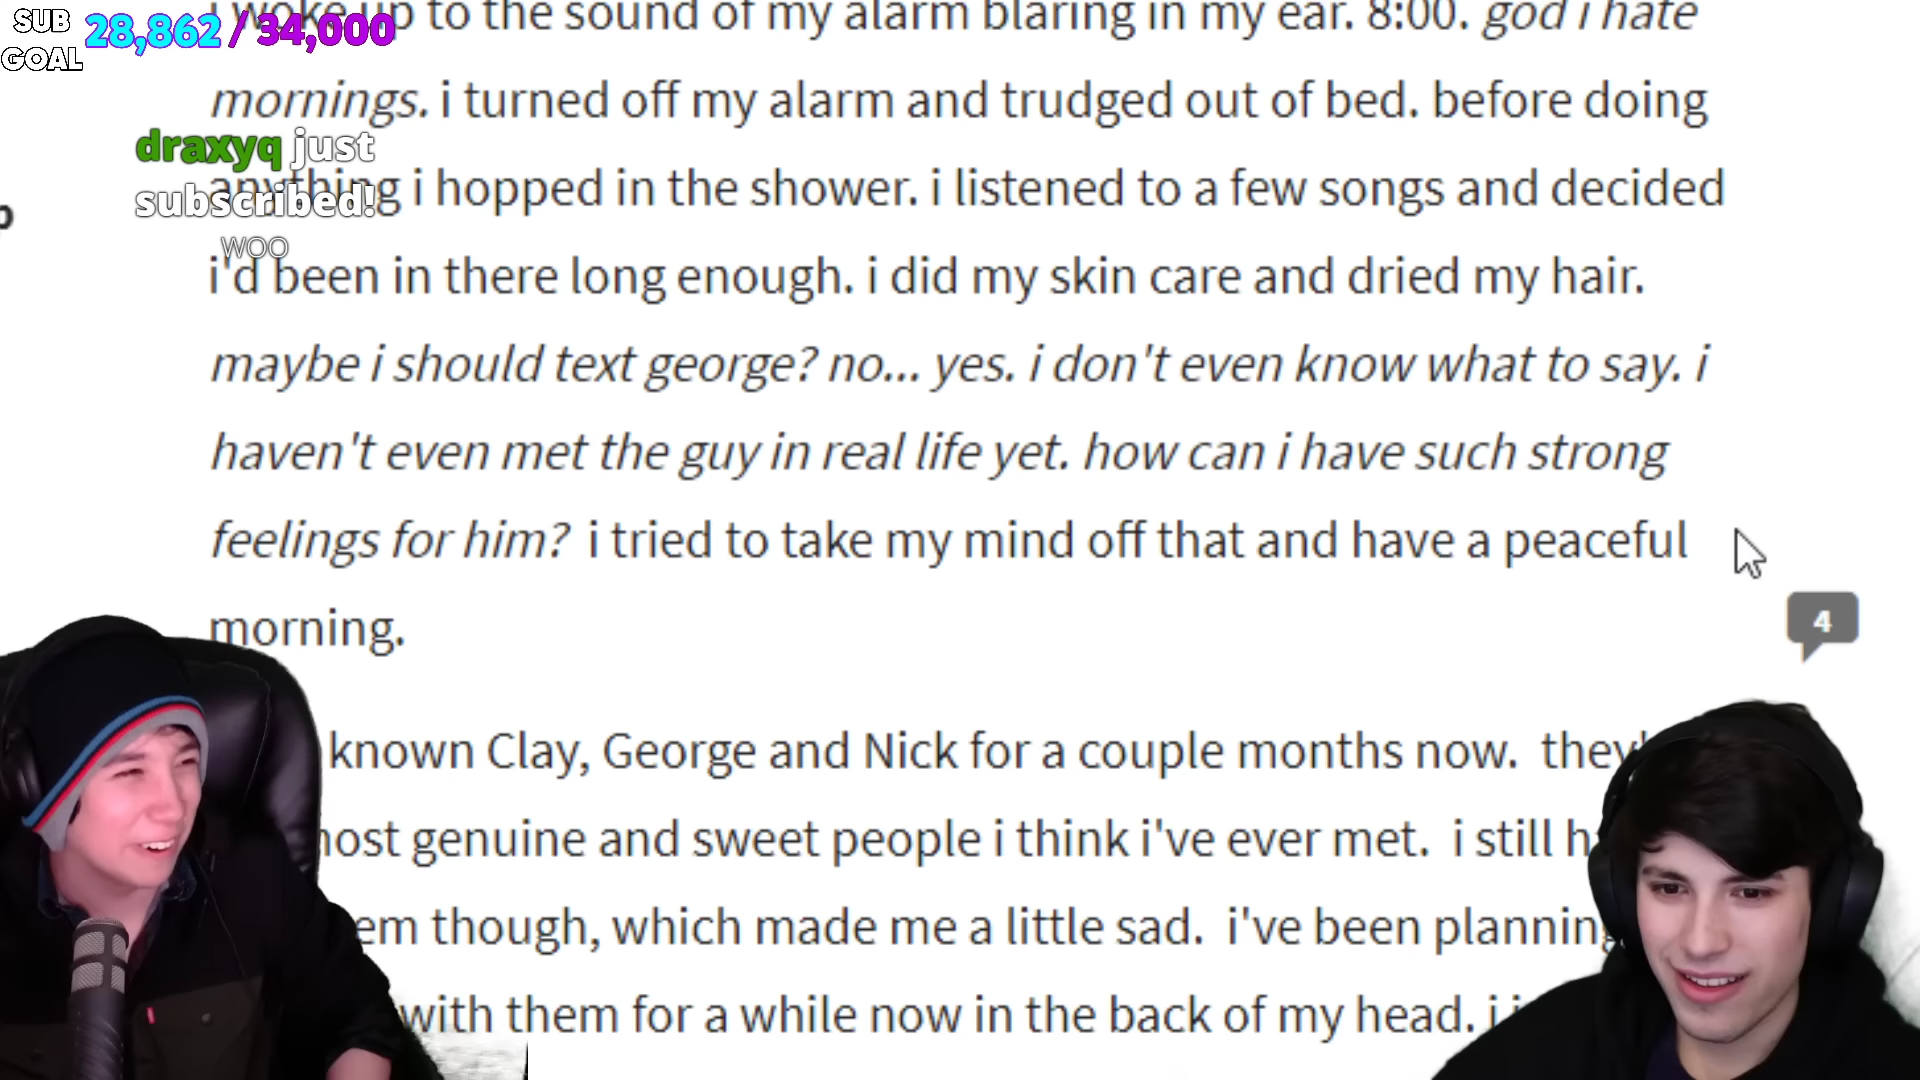 SUB
GOAL
28,862 / 34,000
i woke up to the sound of my alarm blaring in my ear. 8:00. god i hate
mornings. i turned off my alarm and trudged out of bed. before doing
draxyq just
subscribed!
anything i hopped in the shower. i listened to a few songs and decided
WOO
i'd been in there long enough. i did my skin care and dried my hair.
maybe i should text george? no... yes. i don't even know what to say. i
haven't even met the guy in real life yet. how can i have such strong
feelings for him? i tried to take my mind off that and have a peaceful
morning.
4
known Clay, George and Nick for a couple months now. they'
most genuine and sweet people i think i've ever met. i still
though, which made me a little sad. i've been planning
with them for a while now in the back of my head. i